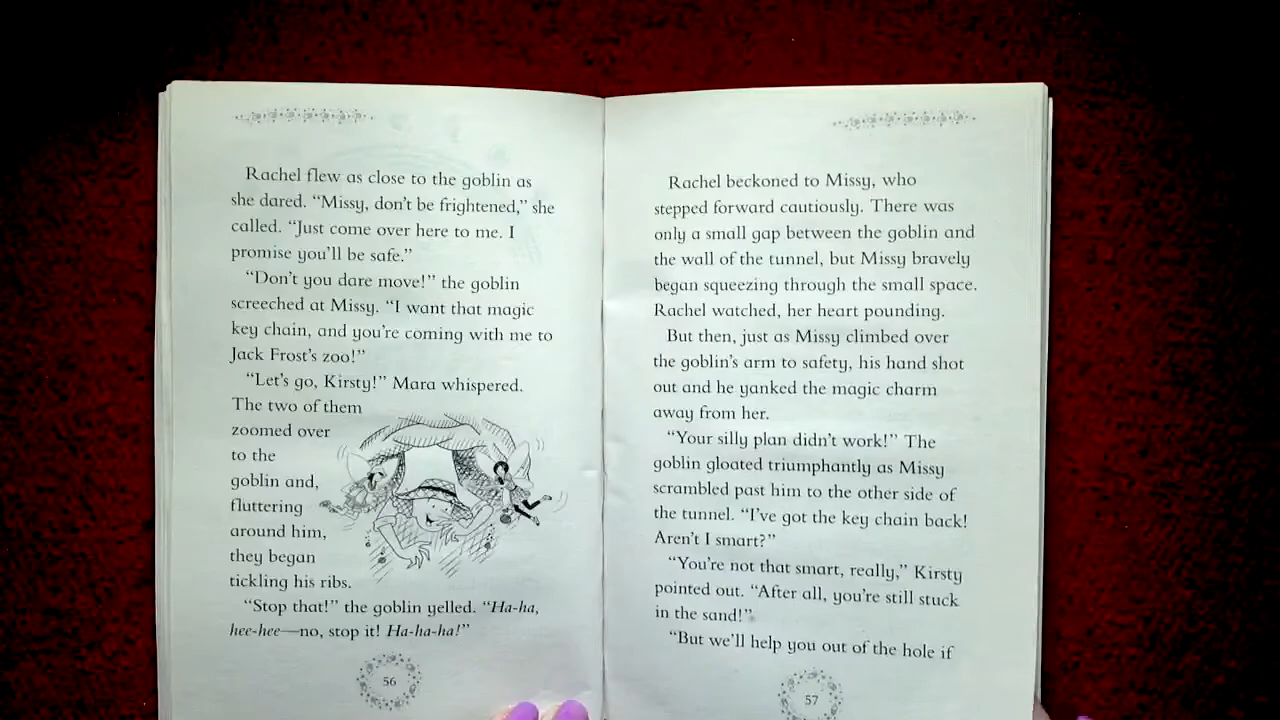 Rachel flew as close to the goblin as
she dared. “Missy, don’t be frightened,” she
called. “Just come over here to me. I
promise you’ll be safe.”
“Don’t you dare move!” the goblin
screeched at Missy. “I want that magic
key chain, and you’re coming with me to
Jack Frost’s zoo!”
“Let’s go, Kirsty!” Mara whispered.
The two of them
zoomed over
to the
goblin and,
fluttering
around him,
they began
tickling his ribs.
“Stop that!” the goblin yelled. “Ha-ha,
hee-hee—no, stop it! Ha-ha-ha!”
56
Rachel beckoned to Missy, who
stepped forward cautiously. There was
only a small gap between the goblin and
the wall of the tunnel, but Missy bravely
began squeezing through the small space.
Rachel watched, her heart pounding.
But then, just as Missy climbed over
the goblin’s arm to safety, his hand shot
out and he yanked the magic charm
away from her.
“Your silly plan didn’t work!” The
goblin gloated triumphantly as Missy
scrambled past him to the other side of
the tunnel. “I’ve got the key chain back!
Aren’t I smart?”
“You’re not that smart, really,” Kirsty
pointed out. “After all, you’re still stuck
in the sand!”
“But we’ll help you out of the hole if
57